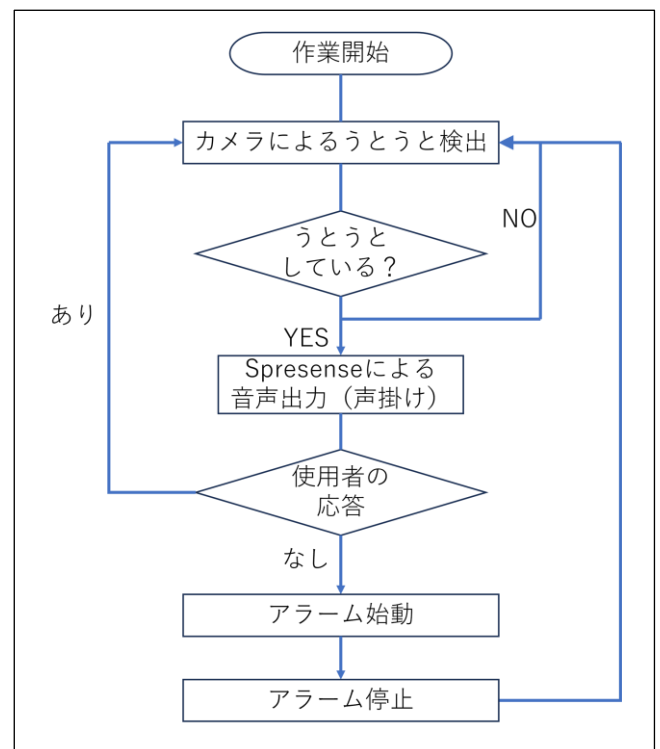 作業開始
カメラによるうとうと検出
うとうと
している？
NO
あり
YES
Spresenseによる
音声出力（声掛け）
使用者の
応答
なし
アラーム始動
アラーム停止